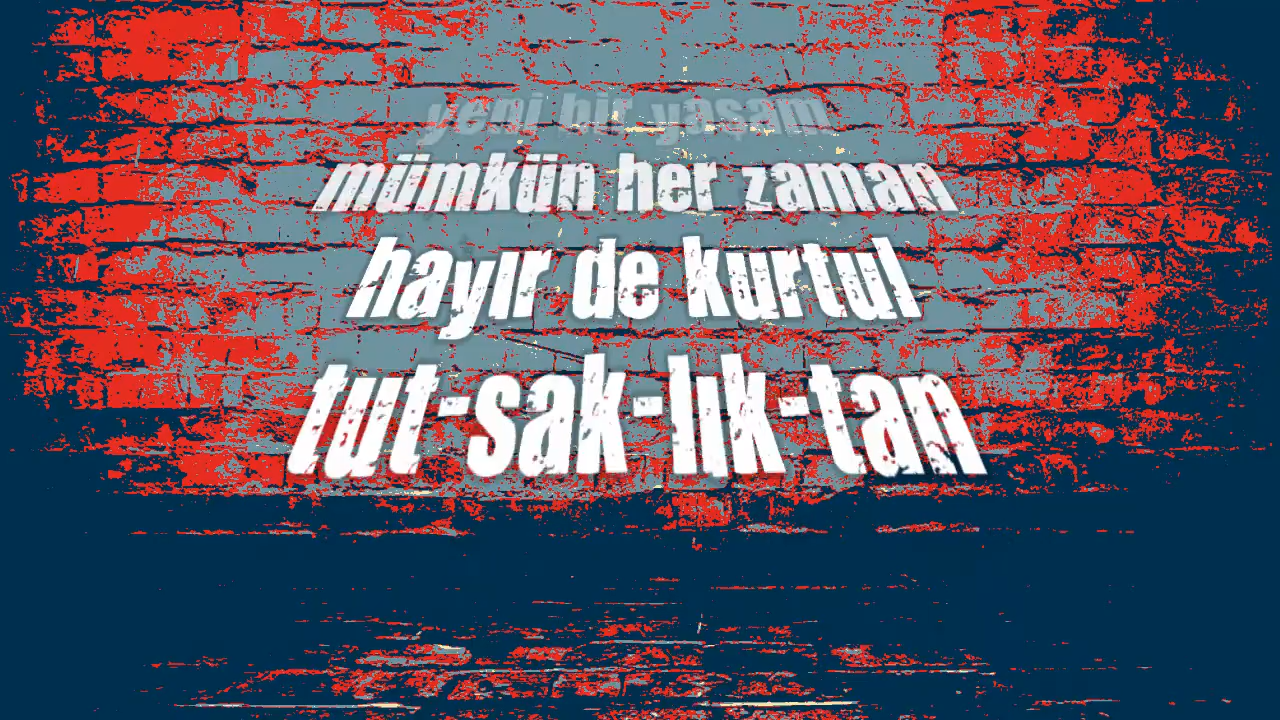 yeni bir yaşam
mümkün her zaman
hayır de kurtul
tut-sak-lık-tan